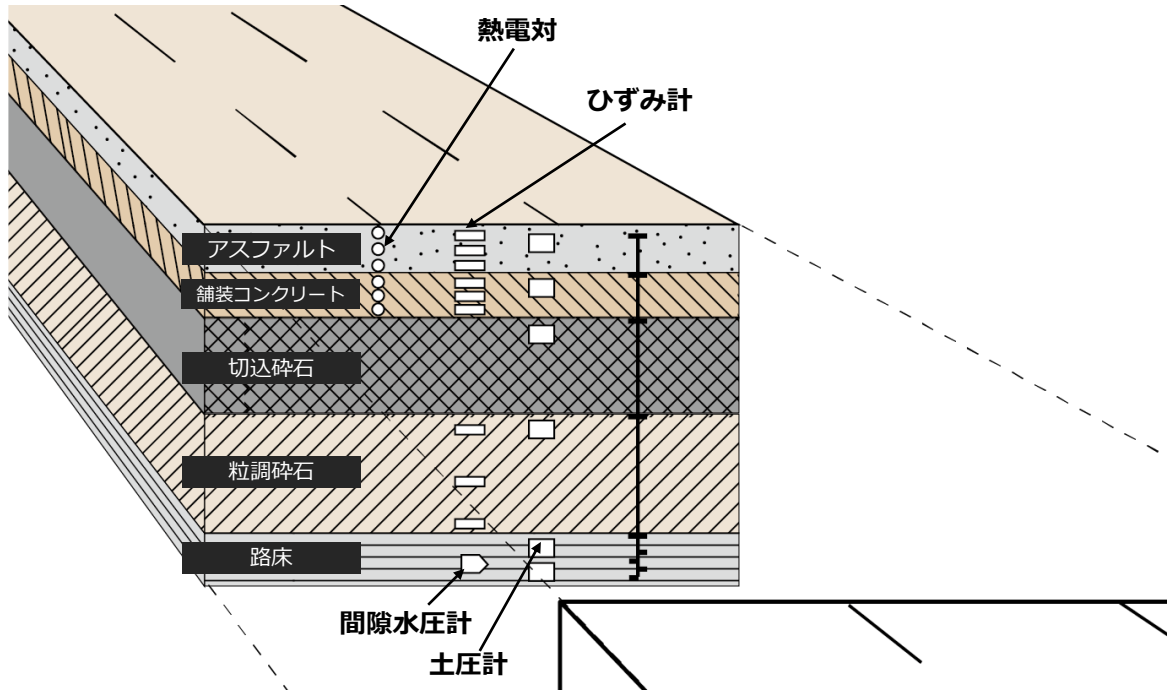 熱電対
ひずみ計
アスファルト
舗装コンクリート
切込砕石
粒調砕石
路床
間隙水圧計
土圧計